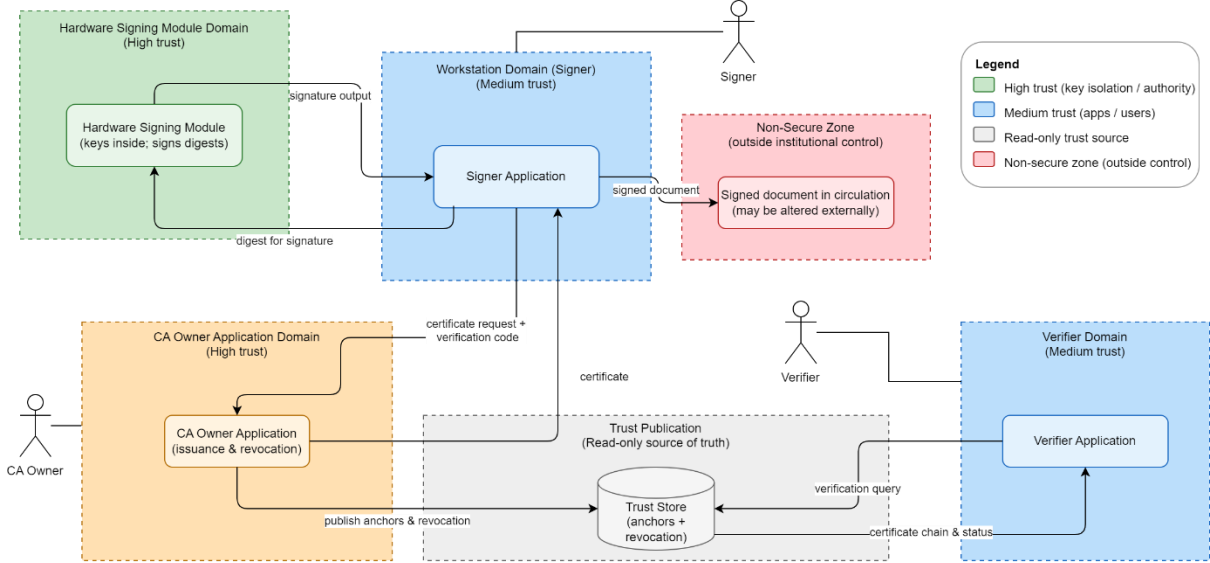 Hardware Signing Module Domain
(High trust)
Hardware Signing Module
(keys inside; signs digests)
signature output
digest for signature
Workstation Domain (Signer)
(Medium trust)
Signer Application
Signer
signed document
Non-Secure Zone
(outside institutional control)
Signed document in circulation
(may be altered externally)
Legend
High trust (key isolation / authority)
Medium trust (apps / users)
Read-only trust source
Non-secure zone (outside control)
CA Owner Application Domain
(High trust)
CA Owner Application
(issuance & revocation)
CA Owner
certificate request +
verification code
certificate
publish anchors & revocation
Trust Publication
(Read-only source of truth)
Trust Store
(anchors +
revocation)
Verifier
verification query
certificate chain & status
Verifier Domain
(Medium trust)
Verifier Application